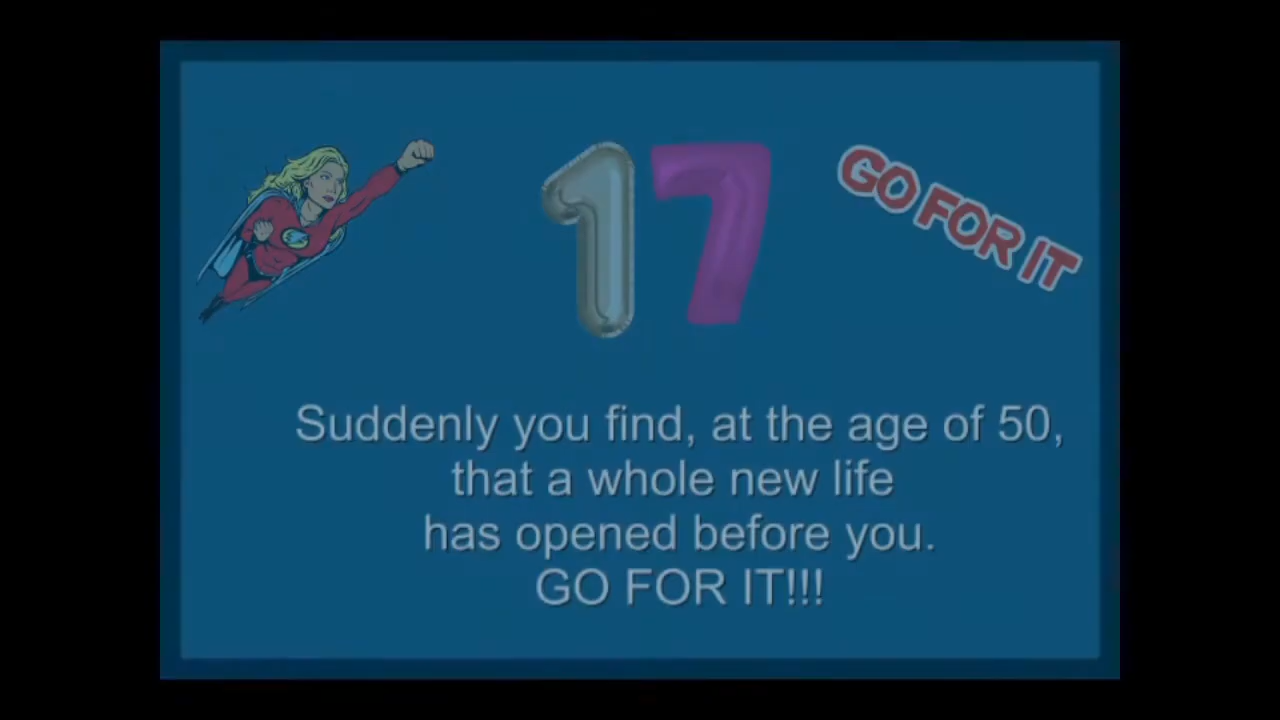 17
GO FOR IT
Suddenly you find, at the age of 50,
that a whole new life
has opened before you.
GO FOR IT!!!